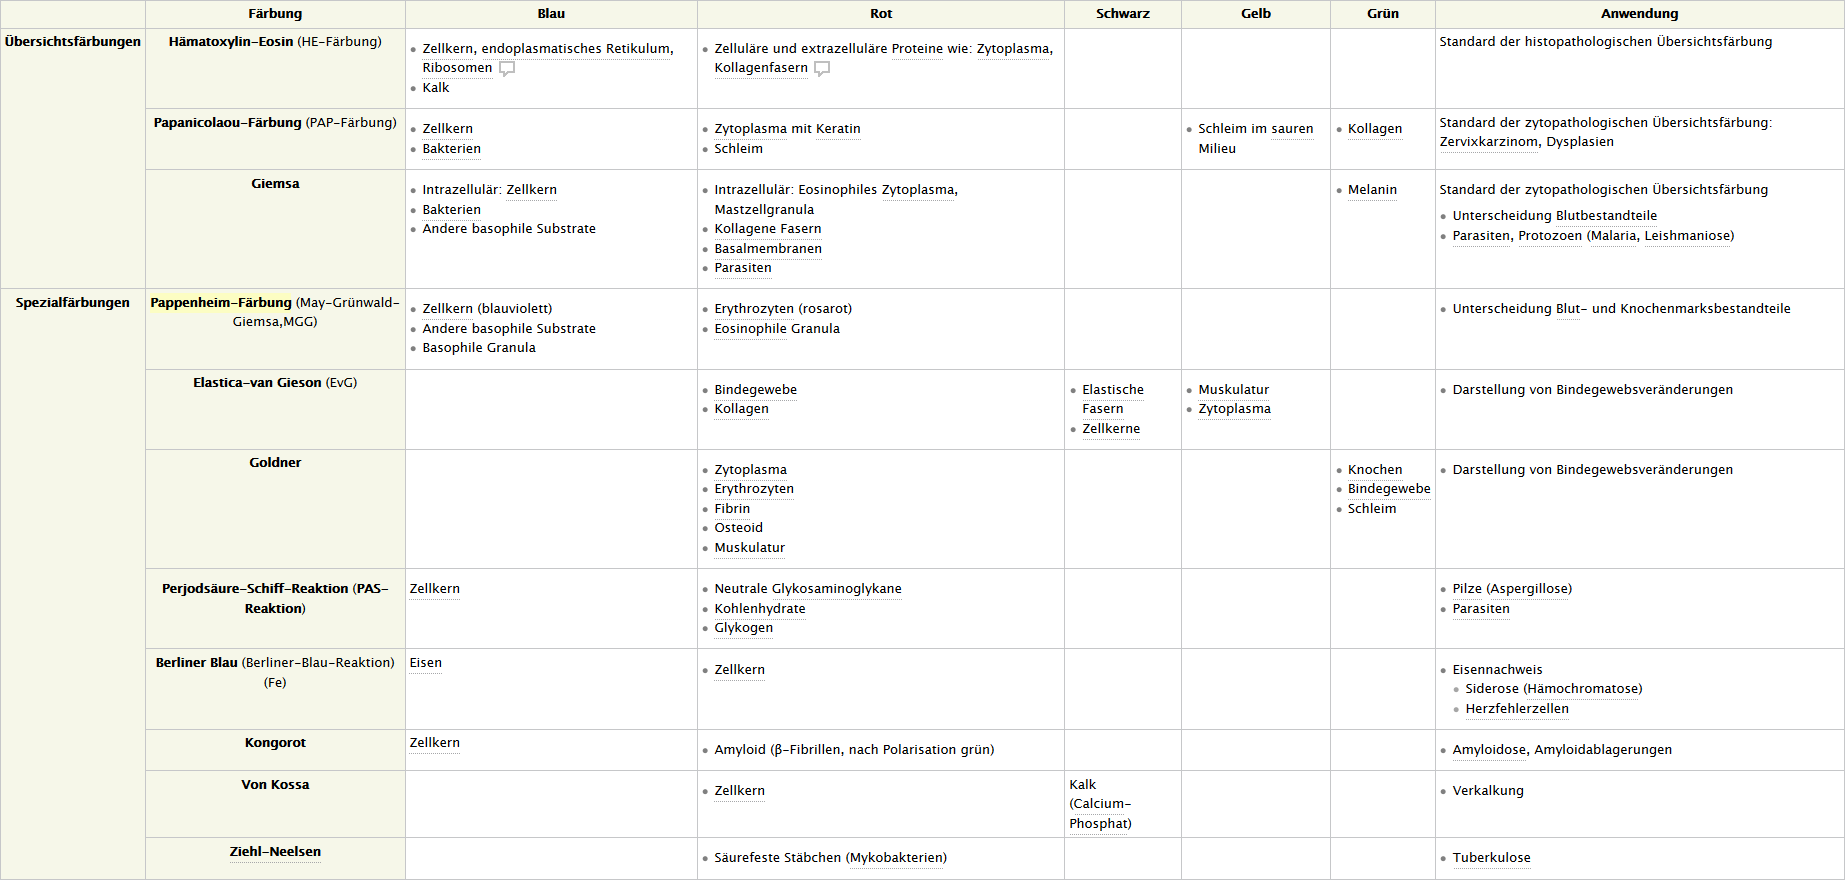 Färbung Blau Rot Schwarz Gelb Grün Anwendung
Übersichtsfärbungen
Hämatoxylin-Eosin (HE-Färbung)
Zellkern, endoplasmatisches Retikulum,
Ribosomen
Kalk
Zelluläre und extrazelluläre Proteine wie: Zytoplasma,
Kollagenfasern
Standard der histopathologischen Übersichtsfärbung
Papanicolaou-Färbung (PAP-Färbung)
Zellkern
Bakterien
Zytoplasma mit Keratin
Schleim
Schleim im sauren
Milieu
Kollagen
Standard der zytopathologischen Übersichtsfärbung:
Zervixkarzinom, Dysplasien
Giemsa
Intrazellulär: Zellkern
Bakterien
Andere basophile Substrate
Intrazellulär: Eosinophiles Zytoplasma,
Mastzellgranula
Kollagene Fasern
Basalmembranen
Parasiten
Melanin
Standard der zytopathologischen Übersichtsfärbung
Unterscheidung Blutbestandteile
Parasiten, Protozoen (Malaria, Leishmaniose)
Spezialfärbungen
Pappenheim-Färbung (May-Grünwald-
Giemsa,MGG)
Zellkern (blauviolett)
Andere basophile Substrate
Basophile Granula
Erythrozyten (rosarot)
Eosinophile Granula
Unterscheidung Blut- und Knochenmarksbestandteile
Elastica-van Gieson (EvG)
Bindegewebe
Kollagen
Elastische
Fasern
Zellkerne
Muskulatur
Zytoplasma
Darstellung von Bindegewebsveränderungen
Goldner
Zytoplasma
Erythrozyten
Fibrin
Osteoid
Muskulatur
Knochen
Bindegewebe
Schleim
Darstellung von Bindegewebsveränderungen
Perjodsäure-Schiff-Reaktion (PAS-
Reaktion)
Zellkern
Neutrale Glykosaminoglykane
Kohlenhydrate
Glykogen
Pilze (Aspergillose)
Parasiten
Berliner Blau (Berliner-Blau-Reaktion)
(Fe)
Eisen
Zellkern
Eisennachweis
Siderose (Hämochromatose)
Herzfehlerzellen
Kongorot
Zellkern
Amyloid (β-Fibrillen, nach Polarisation grün)
Amyloidose, Amyloidablagerungen
Von Kossa
Zellkern
Kalk
(Calcium-
Phosphat)
Verkalkung
Ziehl-Neelsen
Säurefeste Stäbchen (Mykobakterien)
Tuberkulose